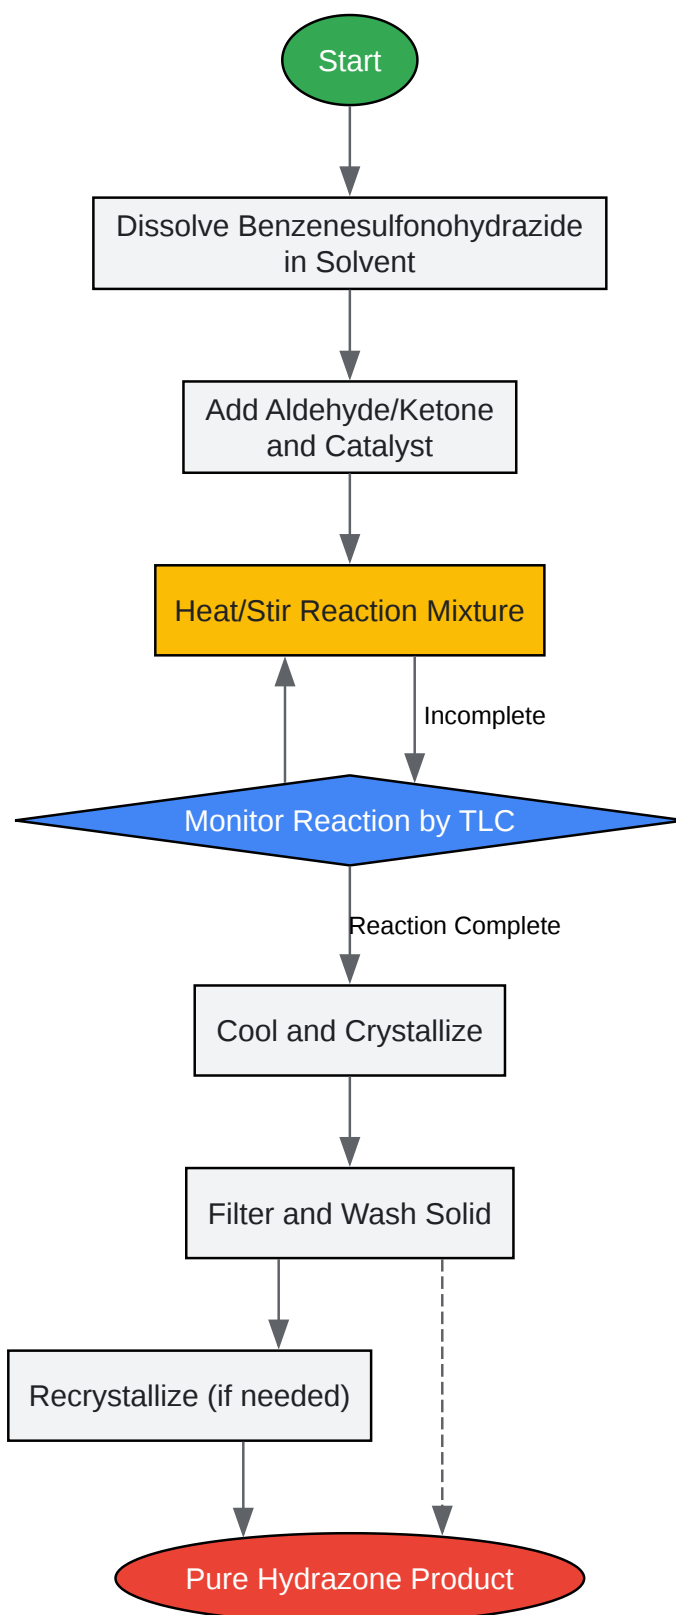 Start
Dissolve Benzenesulfonohydrazide
in Solvent
Add Aldehyde/Ketone
and Catalyst
Heat/Stir Reaction Mixture
Incomplete
Monitor Reaction by TLC
Reaction Complete
Cool and Crystallize
Filter and Wash Solid
Recrystallize (if needed)
Pure Hydrazone Product